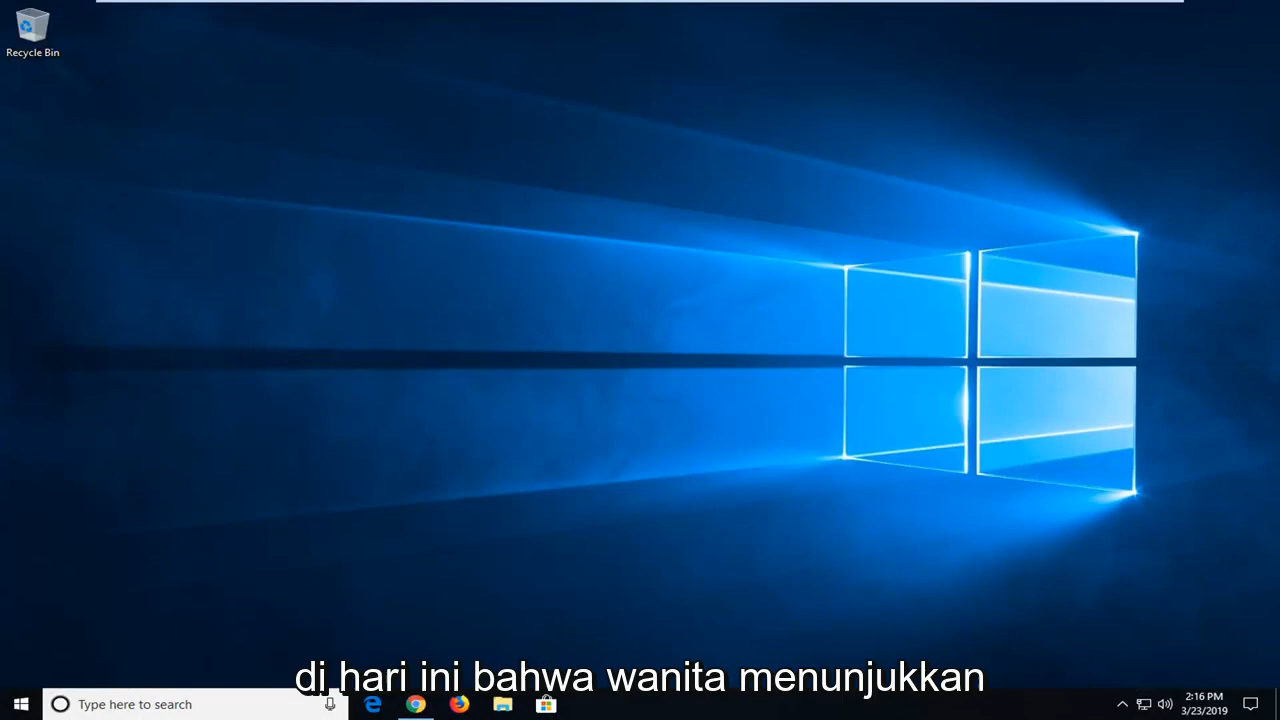 Recycle Bin
di hari ini bahwa wanita menunjukkan
Type here to search
2:16 PM
3/23/2019